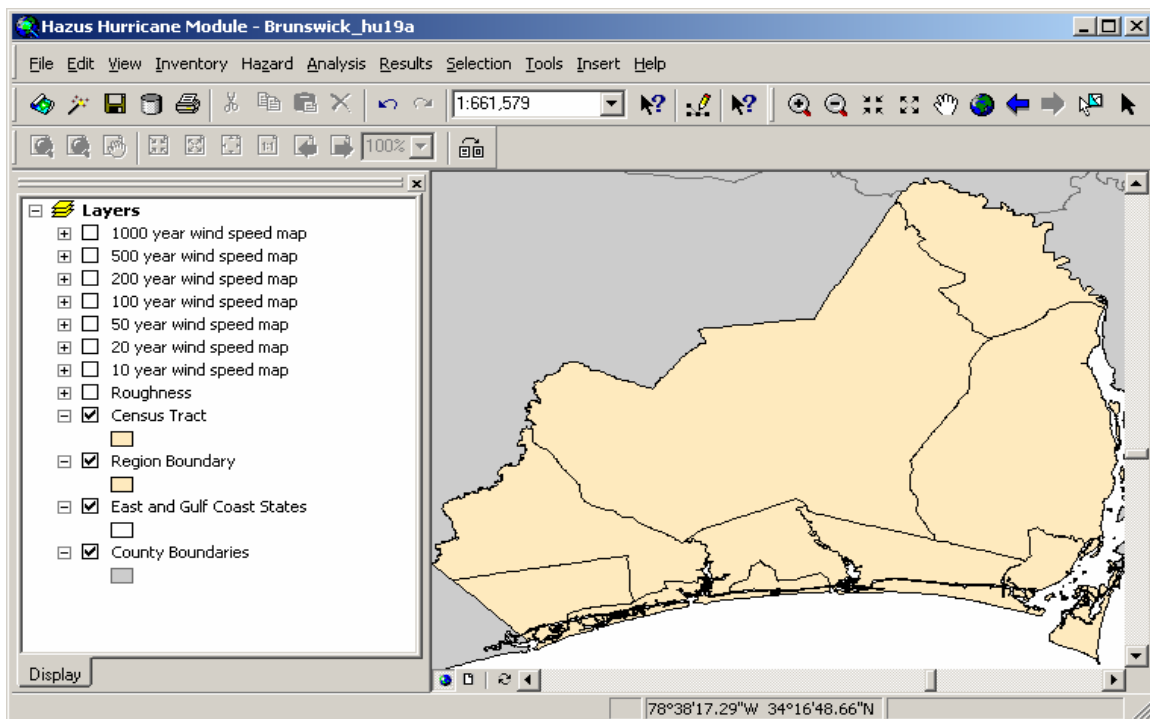 Hazus Hurricane Module - Brunswick_hu19a
File Edit View Inventory Hazard Analysis Results Selection Tools Insert Help
1:661,579
1:1 100%
Layers
1000 year wind speed map
500 year wind speed map
200 year wind speed map
100 year wind speed map
50 year wind speed map
20 year wind speed map
10 year wind speed map
Roughness
Census Tract
Region Boundary
East and Gulf Coast States
County Boundaries
Display
78°38'17.29"W 34°16'48.66"N